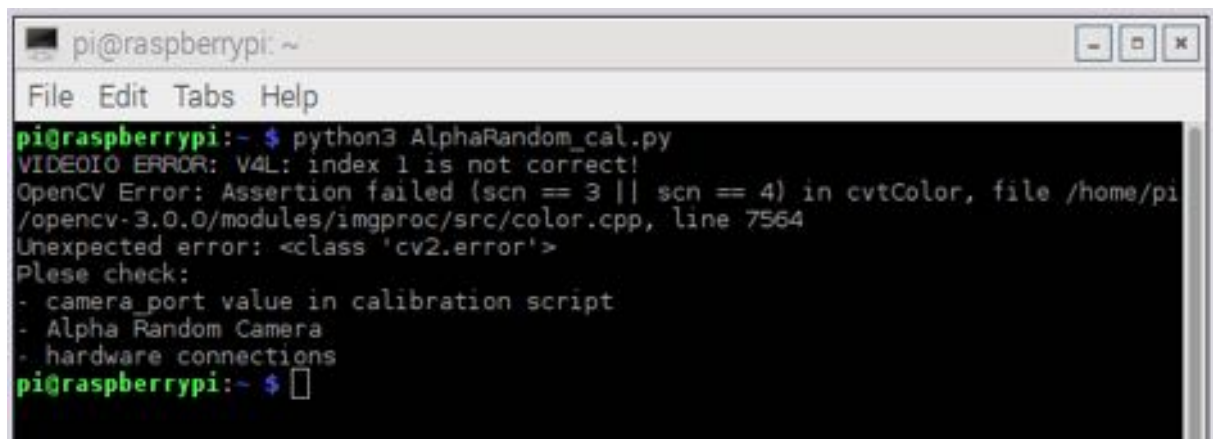 pi@raspberrypi: ~
File Edit Tabs Help
pi@raspberrypi:~ $ python3 AlphaRandom_cal.py
VIDEOIO ERROR: V4L: index 1 is not correct!
OpenCV Error: Assertion failed (scn == 3 || scn == 4) in cvtColor, file /home/pi
/opencv-3.0.0/modules/imgproc/src/color.cpp, line 7564
Unexpected error: <class 'cv2.error'>
Plese check:
- camera_port value in calibration script
- Alpha Random Camera
- hardware connections
pi@raspberrypi:~ $